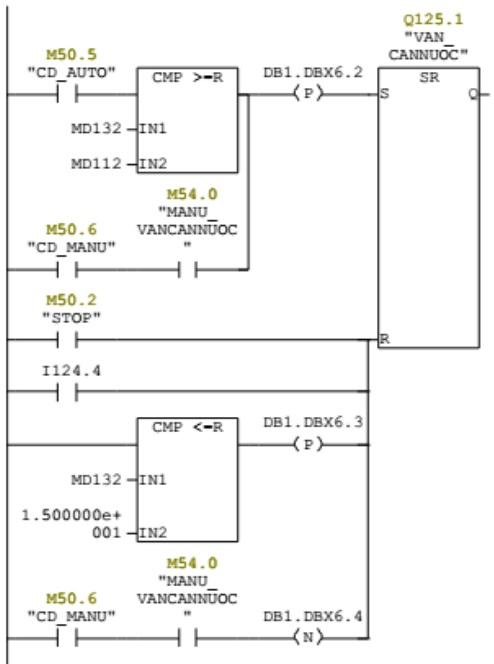 Q125.1
"VAN_
CANNUOC"
M50.5
"CD_AUTO"
CMP >=R
DB1.DBX6.2
SR
(P)
S
Q
MD132
IN1
MD112
IN2
M54.0
"MANU_
VANCANNUOC
"
M50.6
"CD_MANU"
M50.2
"STOP"
R
I124.4
CMP <=R
DB1.DBX6.3
(P)
MD132
IN1
1.500000e+
001
IN2
M54.0
"MANU_
VANCANNUOC
"
M50.6
"CD_MANU"
DB1.DBX6.4
(N)